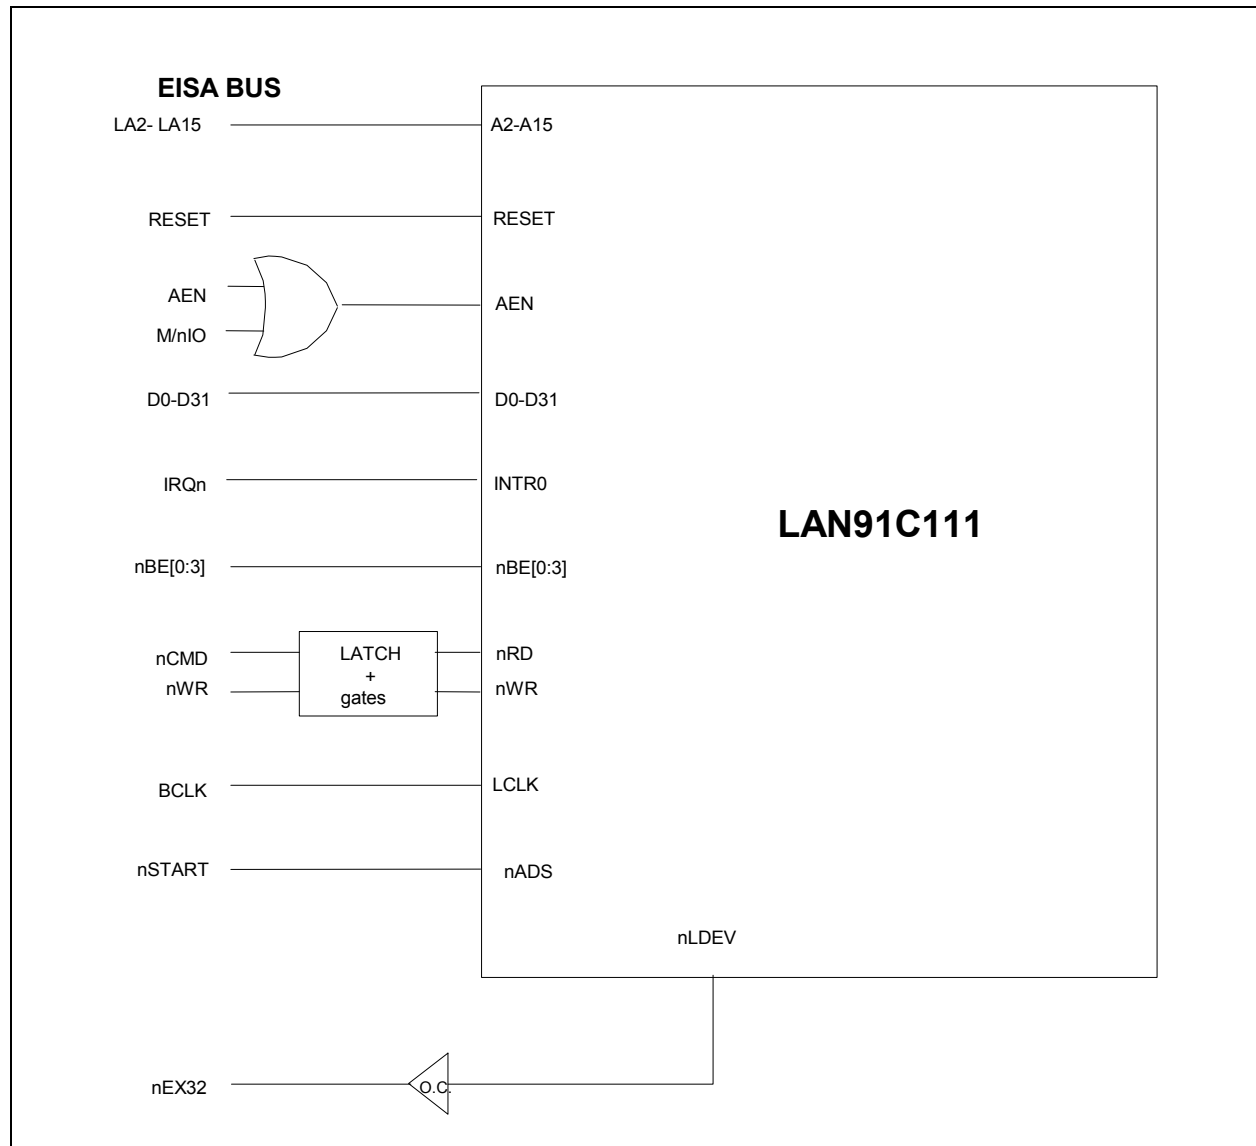 EISA BUS
LA2- LA15
A2-A15
RESET
RESET
AEN
M/nIO
AEN
D0-D31
D0-D31
IRQn
INTR0
LAN91C111
nBE[0:3]
nBE[0:3]
nCMD
nWR
LATCH
+
gates
nRD
nWR
BCLK
LCLK
nSTART
nADS
nLDEV
nEX32
O.C.